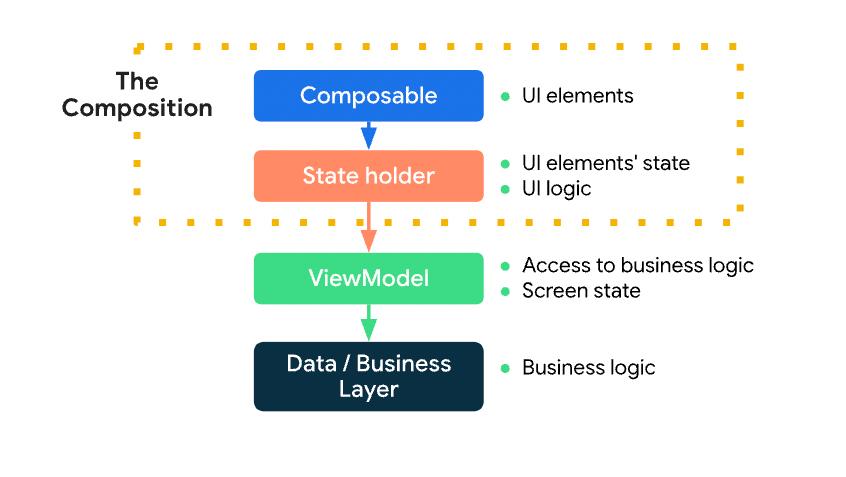 The
Composition
Composable
UI elements
State holder
UI elements' state
UI logic
ViewModel
Access to business logic
Screen state
Data / Business
Layer
Business logic